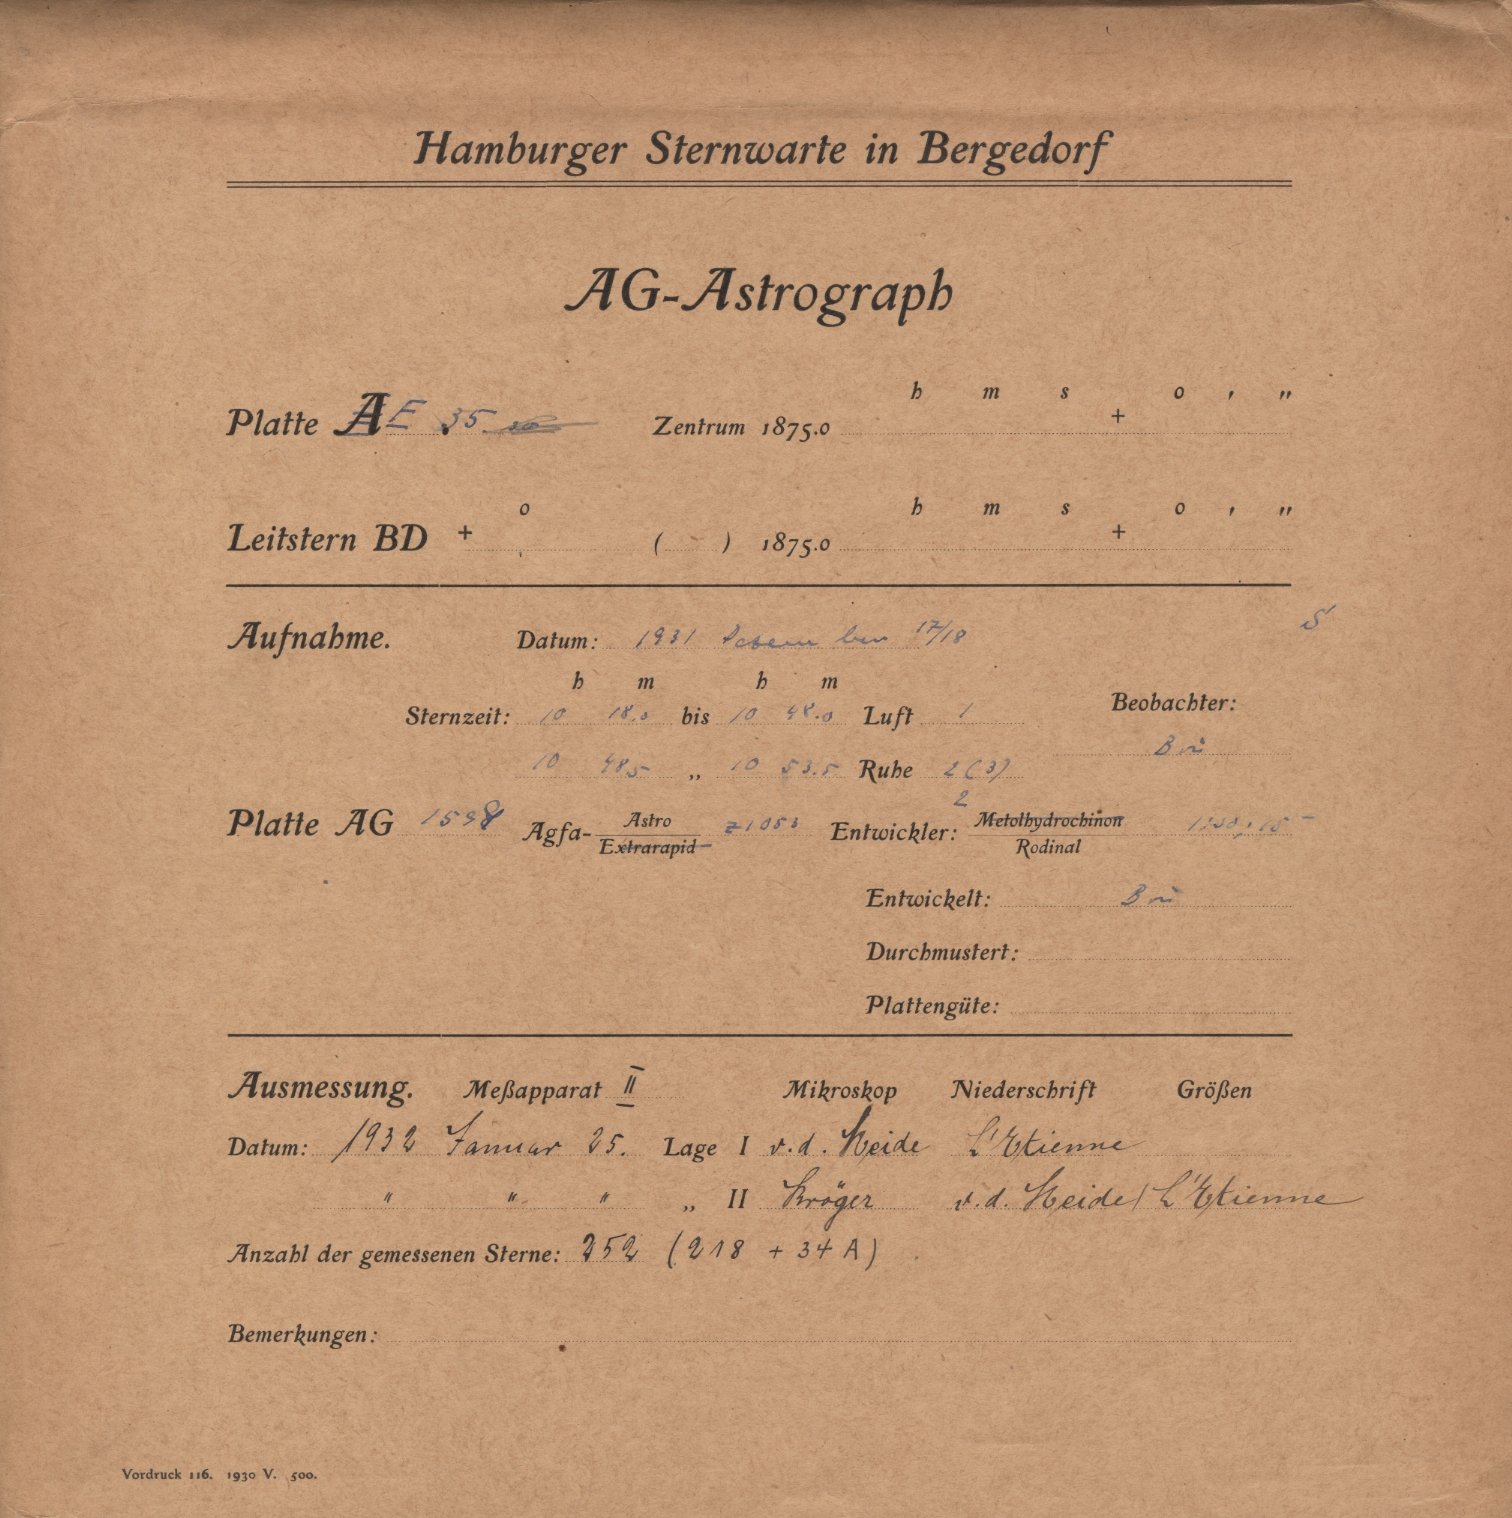 Hamburger Sternwarte in Bergedorf
AG-Astrograph
h m s o ' "
Platte AE 35 Zentrum 1875.0 +
o h m s o ' "
Leitstern BD + ( ) 1875.0 +
S
Aufnahme. Datum: 1931 Dezember 17/18
h m h m
Sternzeit: 10 18.0 bis 10 48.0 Luft 1 Beobachter:
Bü
10 48.5 „ 10 53.5 Ruhe 2 (3)
2
Platte AG 1598 Agfa- Astro Z1053 Entwickler: Metolhydrochinon
Extrarapid Rodinal
Entwickelt: Bü
Durchmustert:
Plattengüte:
Ausmessung. Meßapparat II Mikroskop Niederschrift Größen
Datum: 1932 Januar 25. Lage I v.d. Heide L'Etienne
" " " „ II Kröger v.d. Heide / L'Etienne
Anzahl der gemessenen Sterne: 252 (218 + 34 A)
Bemerkungen:
Vordruck 116. 1930 V. 500.